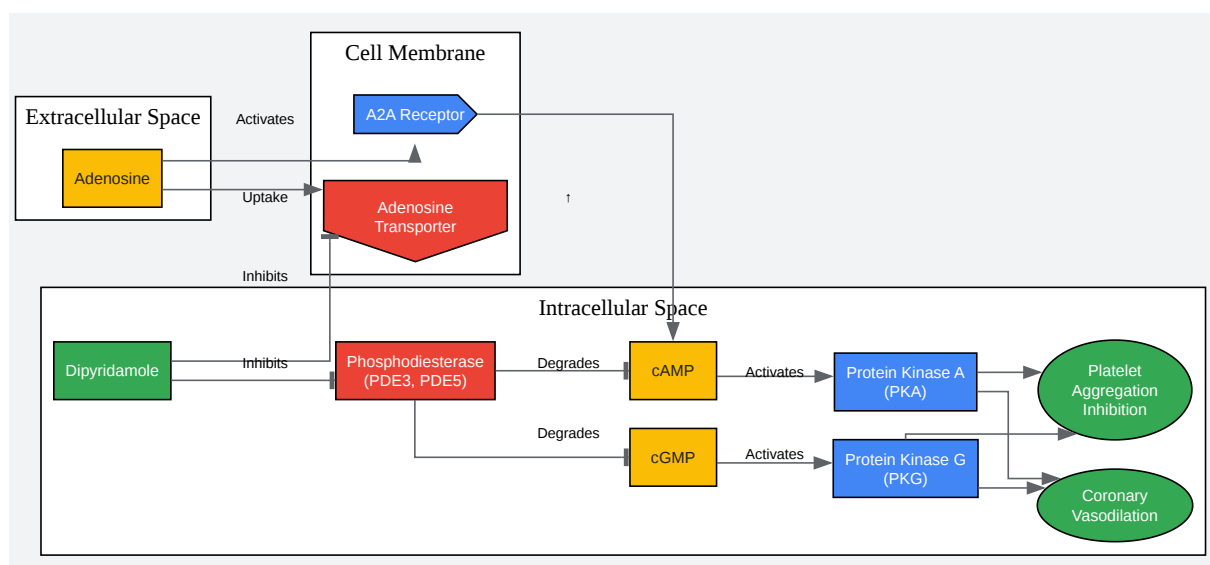 Cell Membrane
A2A Receptor
Extracellular Space
Activates
Adenosine
Uptake
↑
Adenosine
Transporter
Inhibits
Intracellular Space
Dipyridamole
Inhibits
Phosphodiesterase
(PDE3, PDE5)
Degrades
cAMP
Activates
Protein Kinase A
(PKA)
Platelet
Aggregation
Inhibition
Degrades
cGMP
Activates
Protein Kinase G
(PKG)
Coronary
Vasodilation